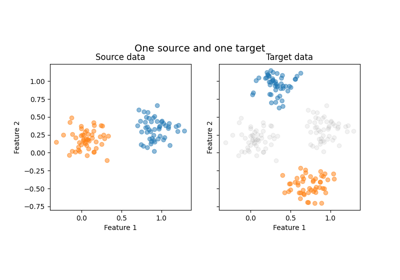 One source and one target
Source data
Target data
Feature 2
1.00
0.75
0.50
0.25
0.00
−0.25
−0.50
−0.75
0.0
0.5
1.0
Feature 1
Feature 2
0.0
0.5
1.0
Feature 1